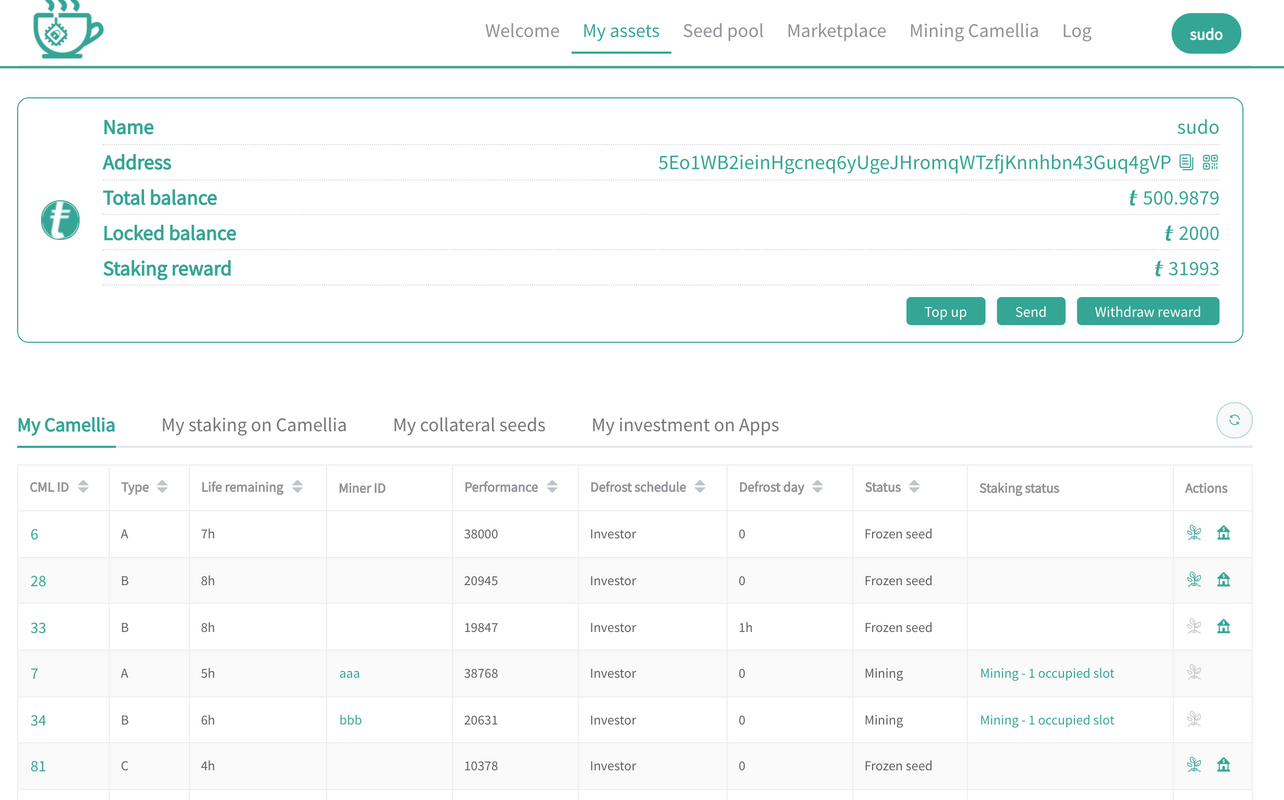 Welcome My assets Seed pool Marketplace Mining Camellia Log sudo
Name sudo
Address 5Eo1WB2ieinHgcneq6yUgeJHromqWTzfjKnnhbn43Guq4gVP
Total balance ŧ 500.9879
Locked balance ŧ 2000
Staking reward ŧ 31993
Top up Send Withdraw reward
My Camellia My staking on Camellia My collateral seeds My investment on Apps
CML ID Type Life remaining Miner ID Performance Defrost schedule Defrost day Status Staking status Actions
6 A 7h 38000 Investor 0 Frozen seed
28 B 8h 20945 Investor 0 Frozen seed
33 B 8h 19847 Investor 1h Frozen seed
7 A 5h aaa 38768 Investor 0 Mining Mining - 1 occupied slot
34 B 6h bbb 20631 Investor 0 Mining Mining - 1 occupied slot
81 C 4h 10378 Investor 0 Frozen seed